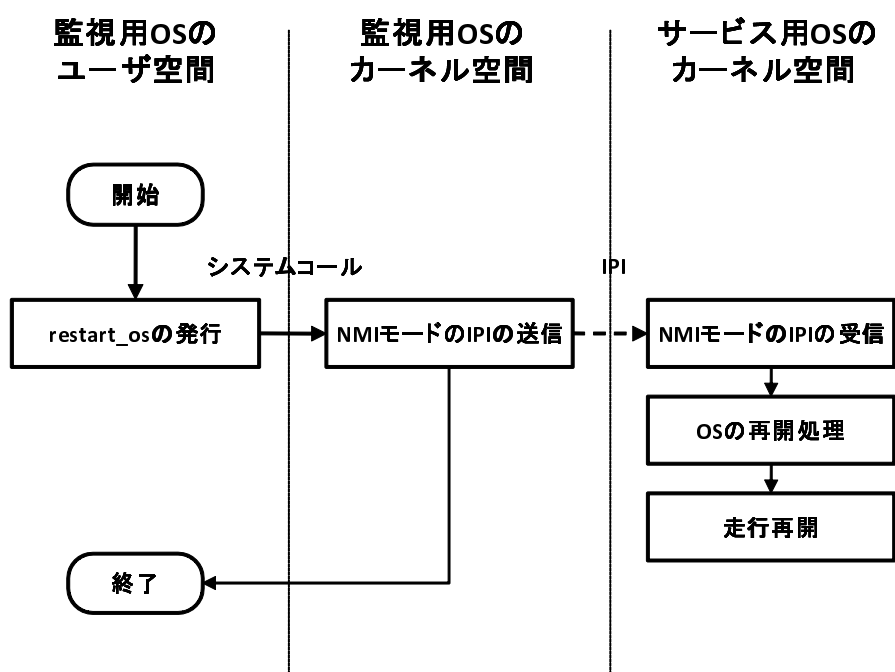 監視用OSの
ユーザ空間
監視用OSの
カーネル空間
サービス用OSの
カーネル空間
開始
システムコール
IPI
restart_osの発行
NMIモードのIPIの送信
NMIモードのIPIの受信
OSの再開処理
走行再開
終了